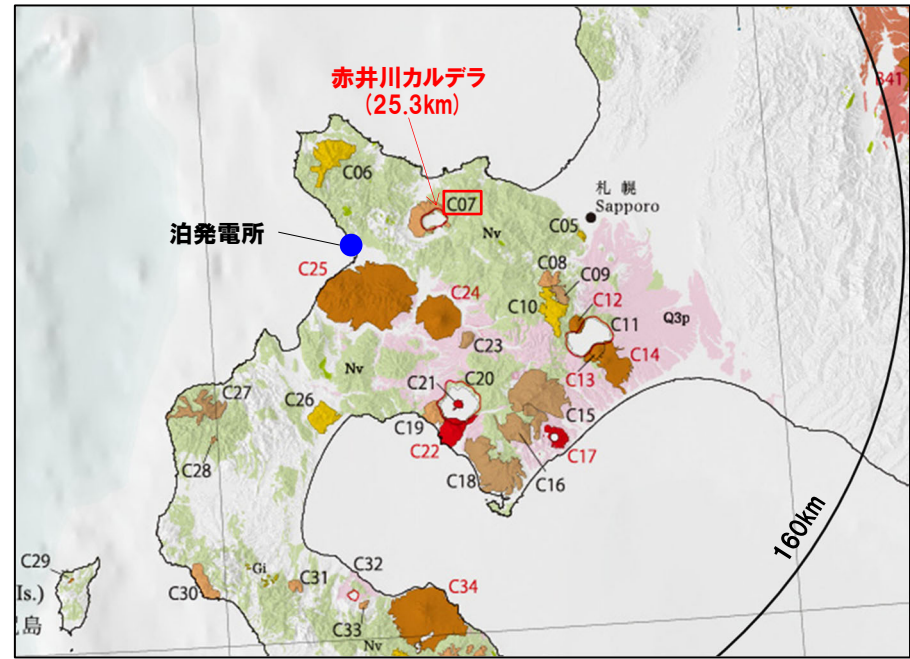 赤井川カルデラ
(25.3km)
B41
C06
C07
札 幌
Sapporo
Nv
C05
泊発電所
C25
C08
C09
C24
C10
C12
C11
Q3p
C23
C14
Nv
C13
C21
C20
C27
C26
C15
C19
C22
C17
C28
C18
C16
160km
C29
Gi
C31
C32
Is.)
C30
C34
島
C33
Nv